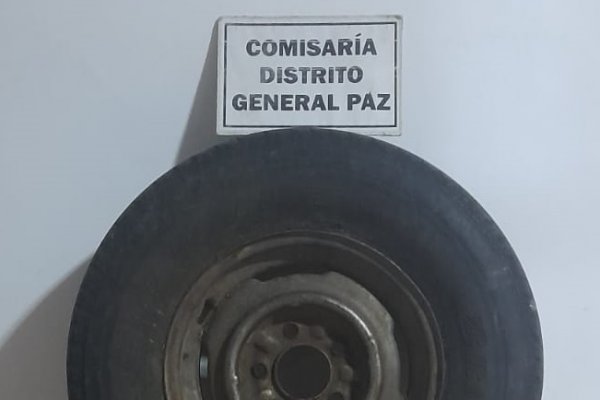 COMISARÍA
DISTRITO
GENERAL PAZ